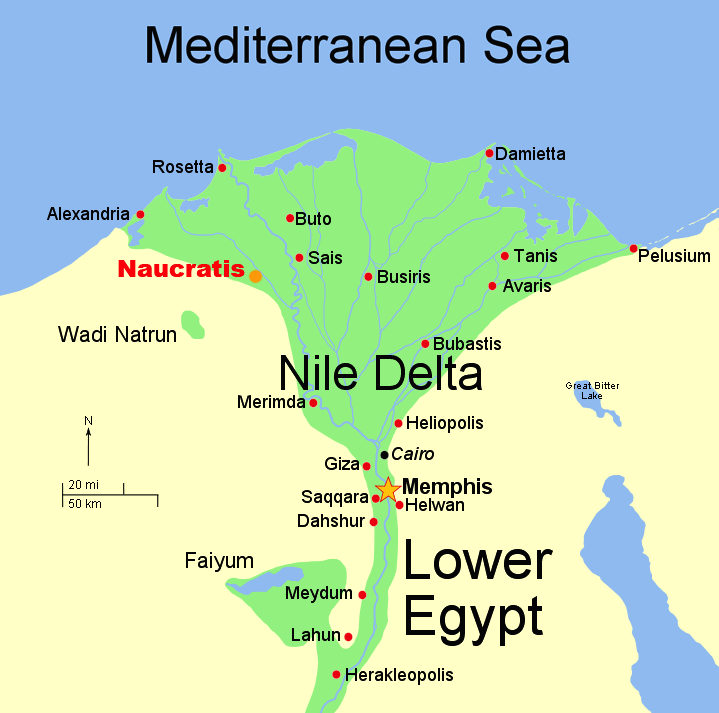 Mediterranean Sea
Damietta
Rosetta
Alexandria
Buto
Sais
Tanis
Pelusium
Naucratis
Busiris
Avaris
Wadi Natrun
Bubastis
Nile Delta
Great Bitter
Lake
Merimda
N
Heliopolis
Cairo
Giza
20 mi
Memphis
Saqqara
50 km
Helwan
Dahshur
Faiyum
Lower
Egypt
Meydum
Lahun
Herakleopolis